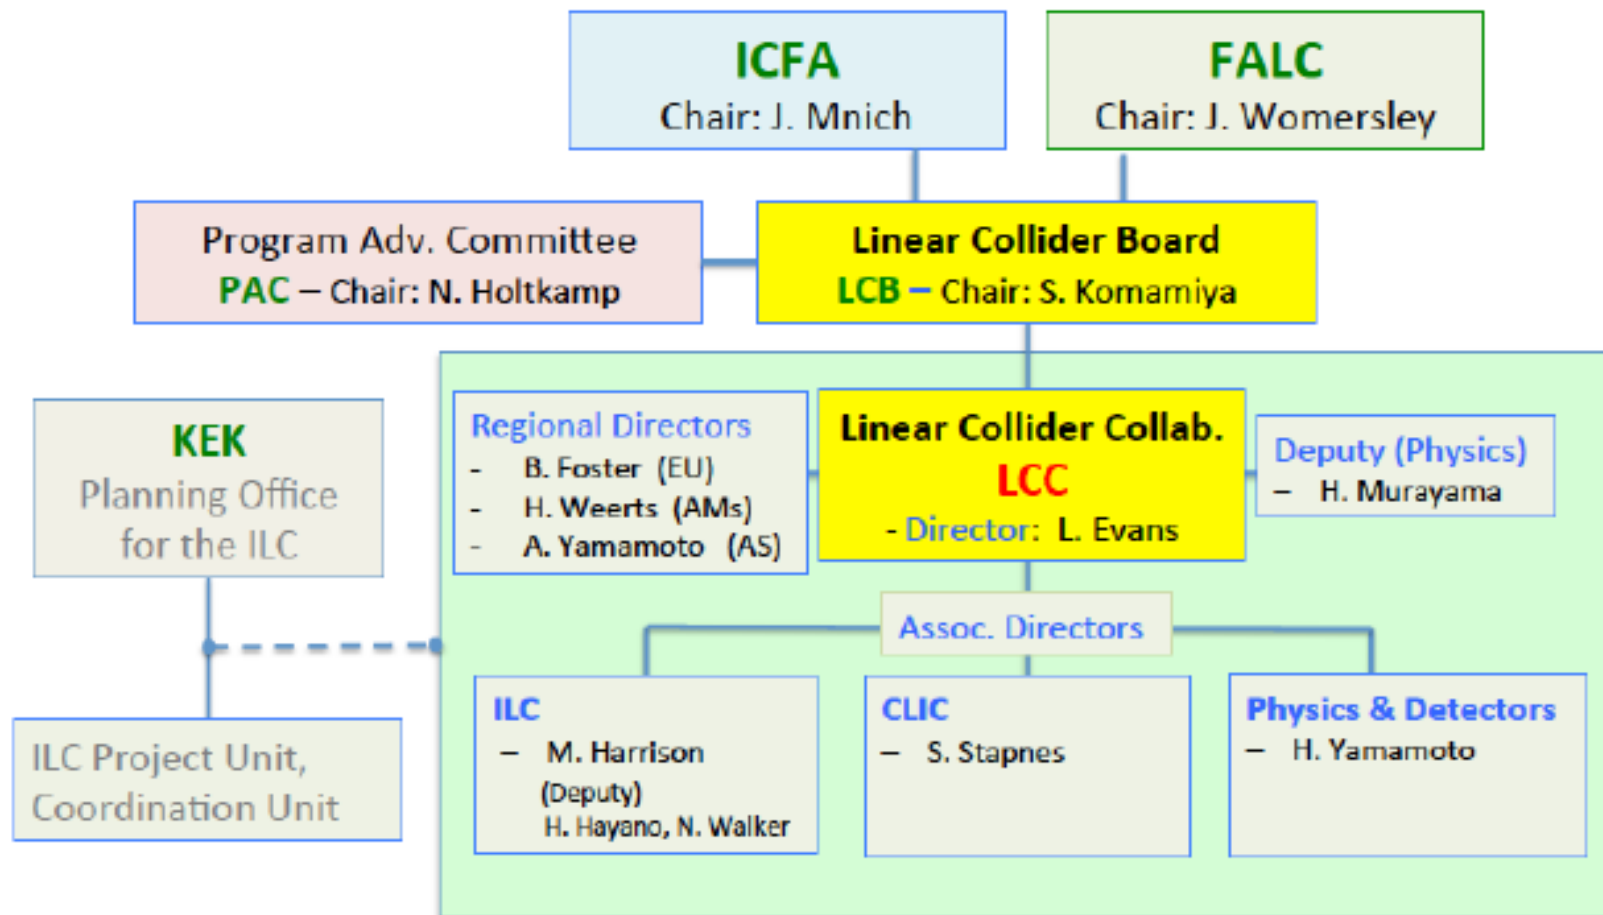 ICFA
Chair: J. Mnich
FALC
Chair: J. Womersley
Program Adv. Committee
PAC – Chair: N. Holtkamp
Linear Collider Board
LCB – Chair: S. Komamiya
KEK
Planning Office
for the ILC
Regional Directors
- B. Foster (EU)
- H. Weerts (AMs)
- A. Yamamoto (AS)
Linear Collider Collab.
LCC
- Director: L. Evans
Deputy (Physics)
– H. Murayama
Assoc. Directors
ILC Project Unit,
Coordination Unit
ILC
– M. Harrison
(Deputy)
H. Hayano, N. Walker
CLIC
– S. Stapnes
Physics & Detectors
– H. Yamamoto